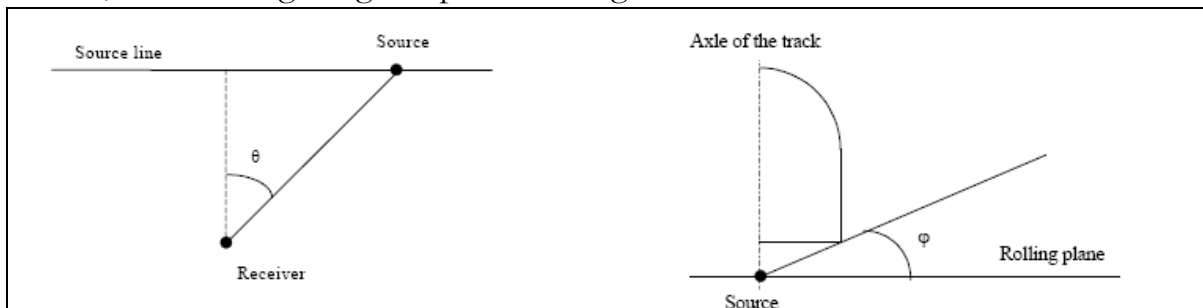 Source line
Source
θ
Receiver
Axle of the track
φ
Rolling plane
Source